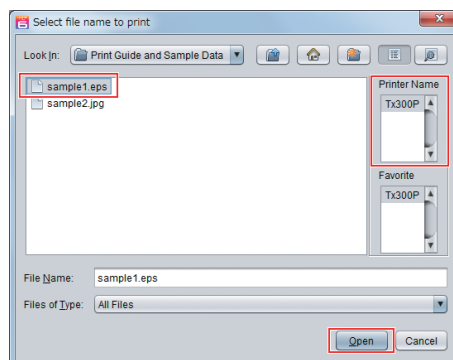 Select file name to print
Look In: Print Guide and Sample Data
sample1.eps
sample2.jpg
Printer Name
Tx300P
Favorite
Tx300P
File Name: sample1.eps
Files of Type: All Files
Open Cancel